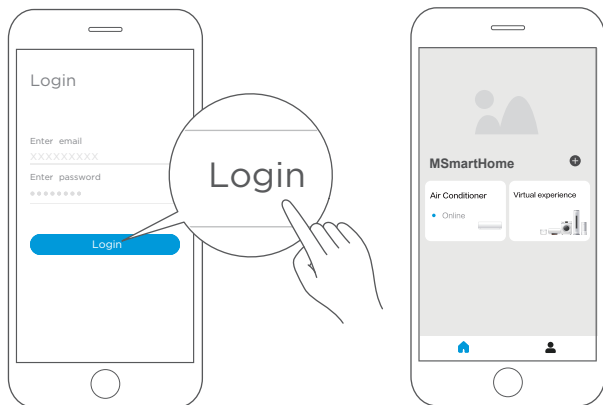 Login
Enter email
XXXXXXXXX
Enter password
Login
Login
MSmartHome
Air Conditioner
Online
Virtual experience